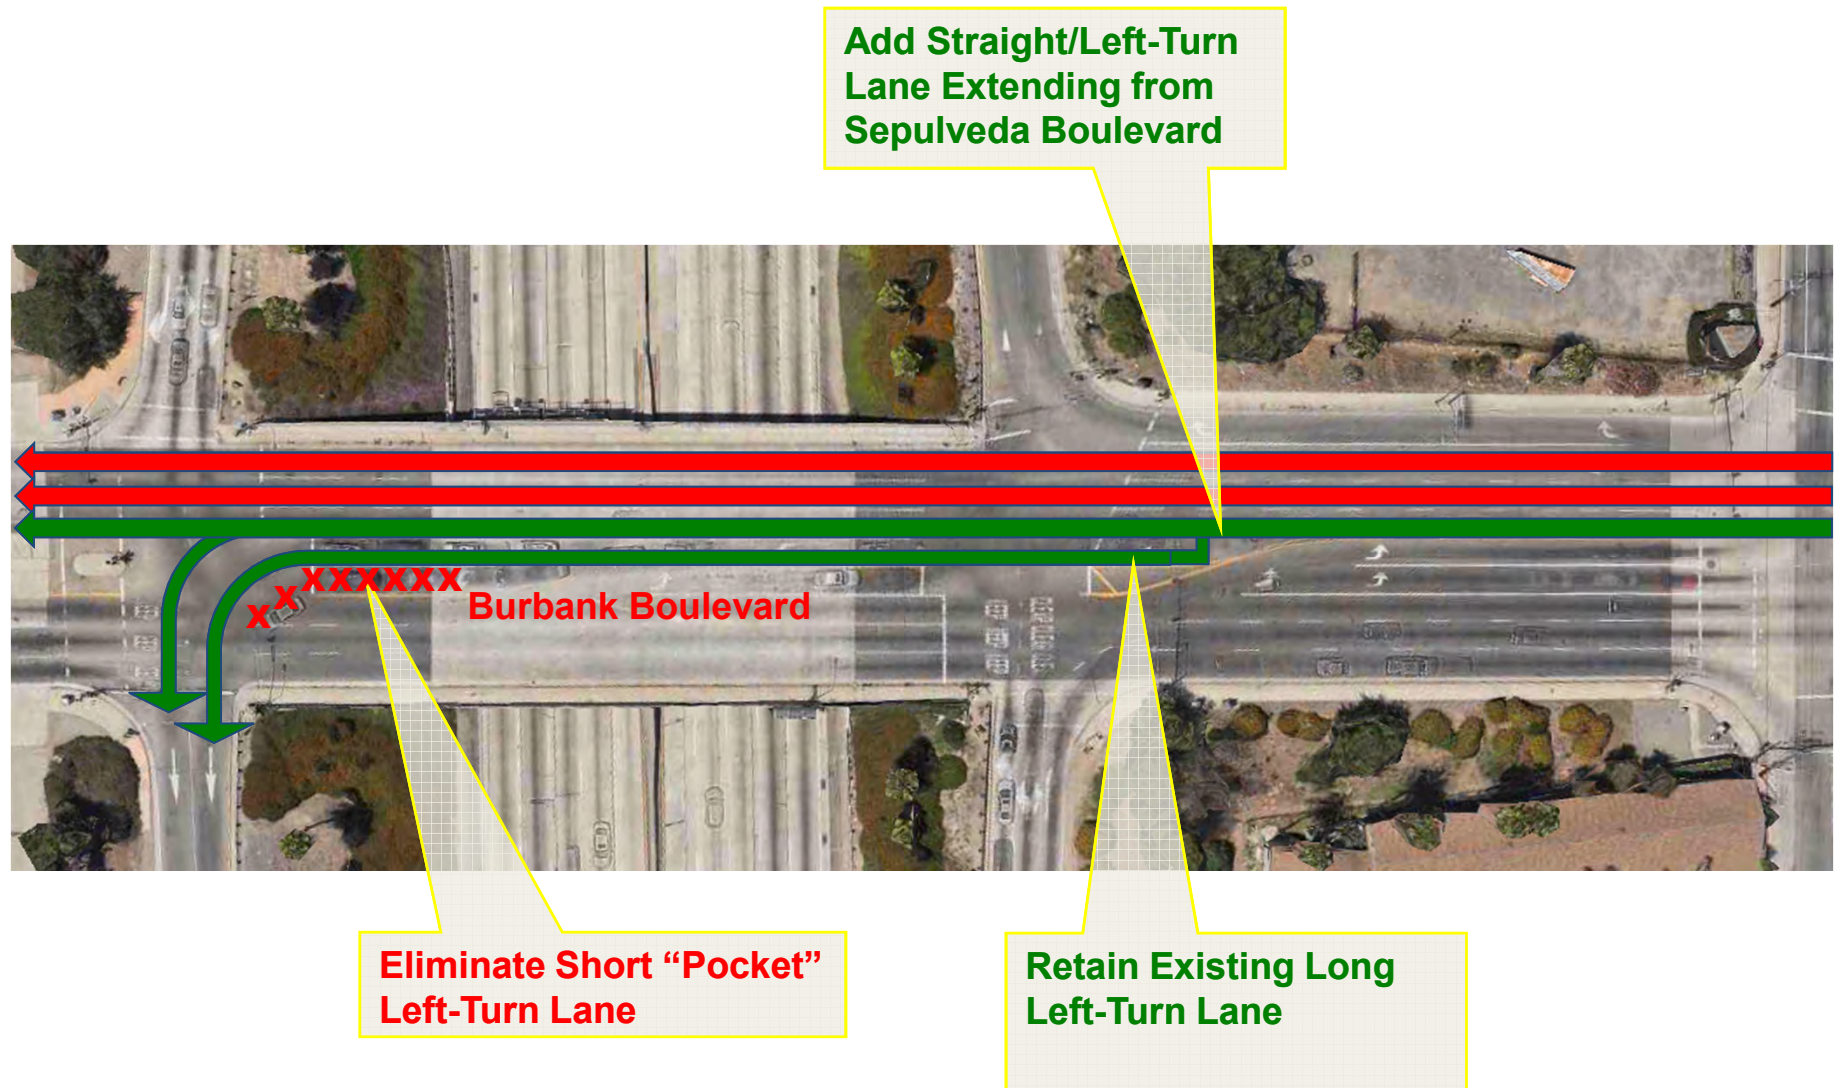 Add Straight/Left-Turn
Lane Extending from
Sepulveda Boulevard
xxxxxxxx
Burbank Boulevard
Eliminate Short “Pocket”
Left-Turn Lane
Retain Existing Long
Left-Turn Lane